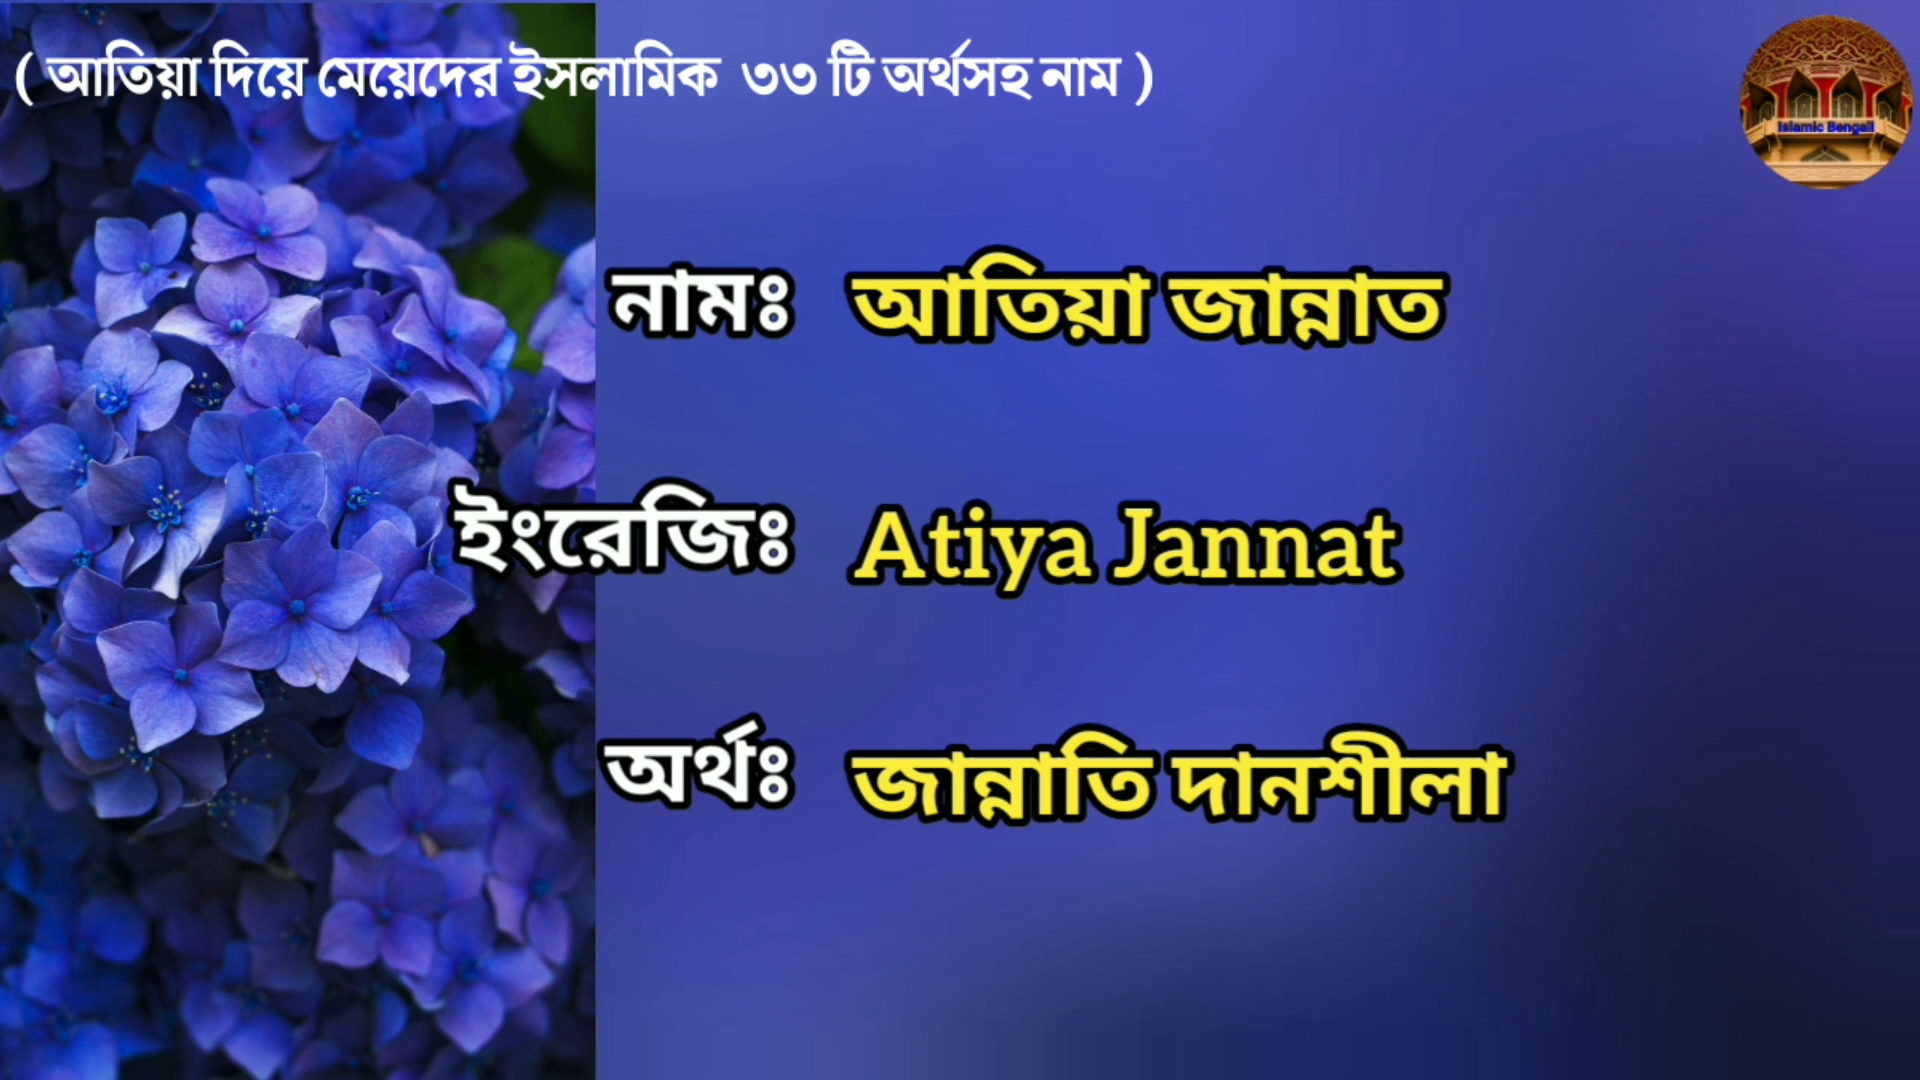 ( আতিয়া দিয়ে মেয়েদের ইসলামিক ৩৩ টি অর্থসহ নাম )
Islamic Bengali
নামঃ আতিয়া জান্নাত
ইংরেজিঃ Atiya Jannat
অর্থঃ জান্নাতি দানশীলা